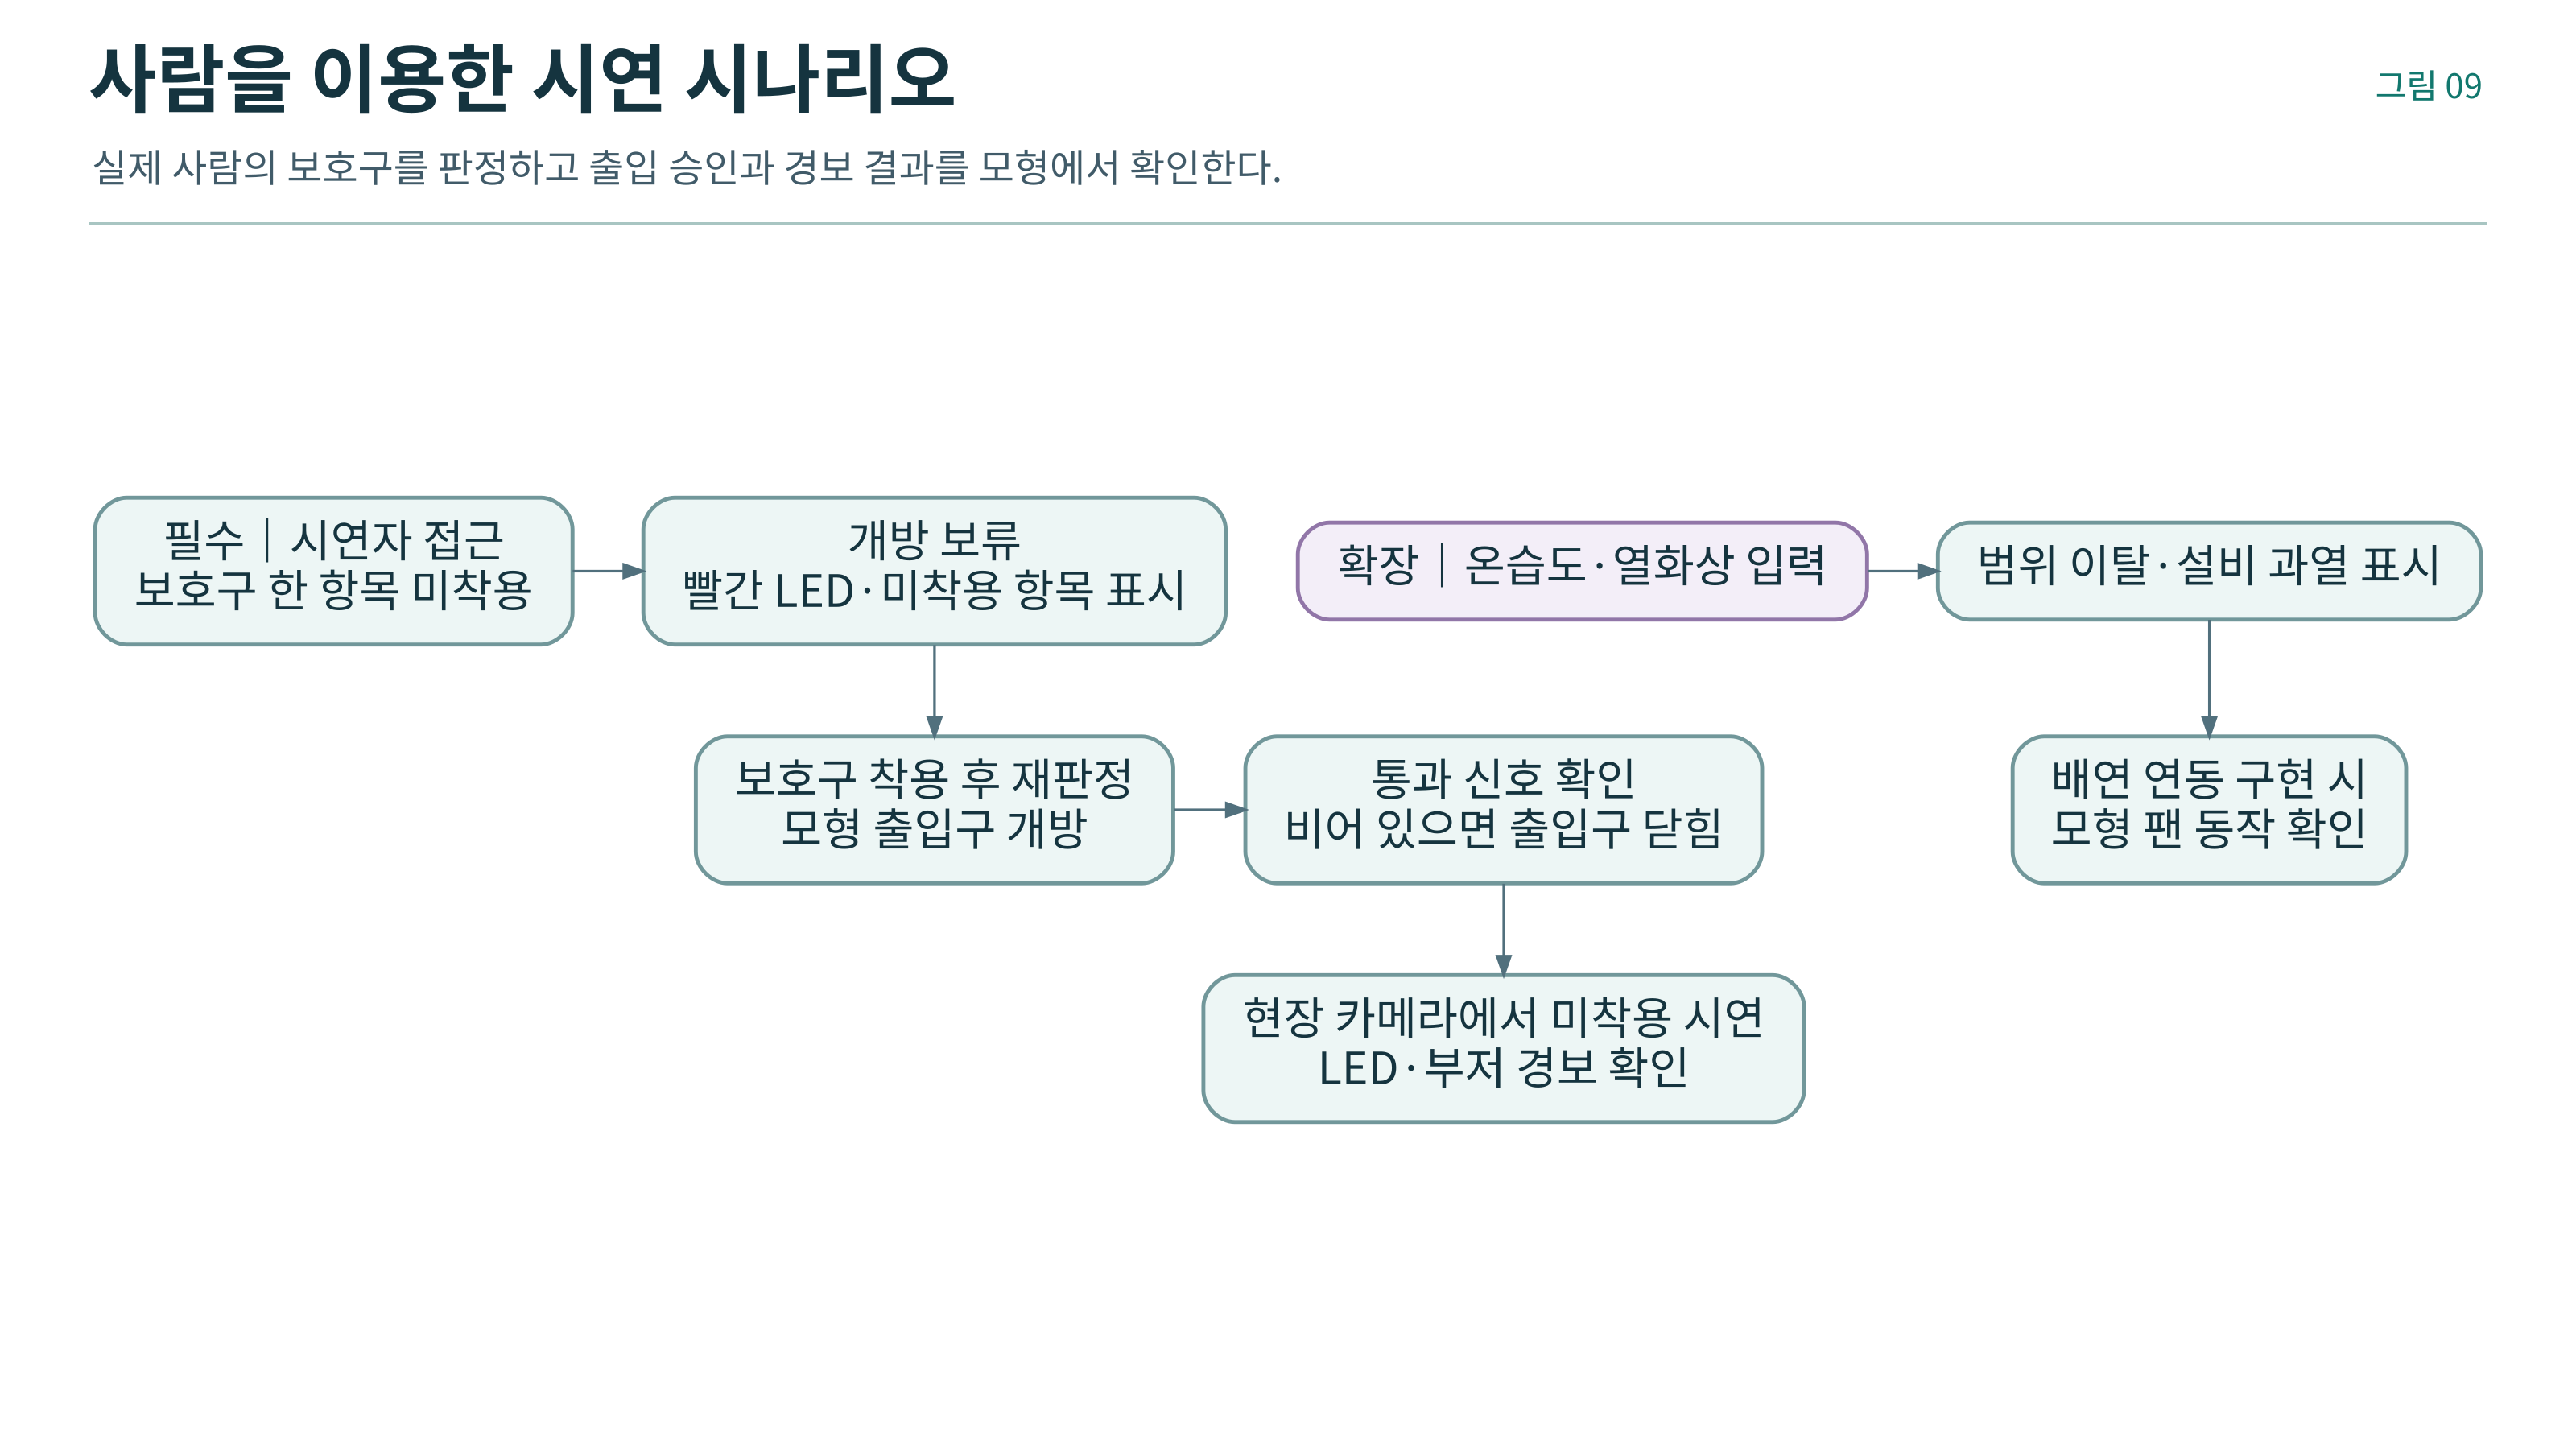 사람을 이용한 시연 시나리오
그림 09
실제 사람의 보호구를 판정하고 출입 승인과 경보 결과를 모형에서 확인한다.
필수｜시연자 접근
보호구 한 항목 미착용
개방 보류
빨간 LED·미착용 항목 표시
확장｜온습도·열화상 입력
범위 이탈·설비 과열 표시
보호구 착용 후 재판정
모형 출입구 개방
통과 신호 확인
비어 있으면 출입구 닫힘
배연 연동 구현 시
모형 팬 동작 확인
현장 카메라에서 미착용 시연
LED·부저 경보 확인